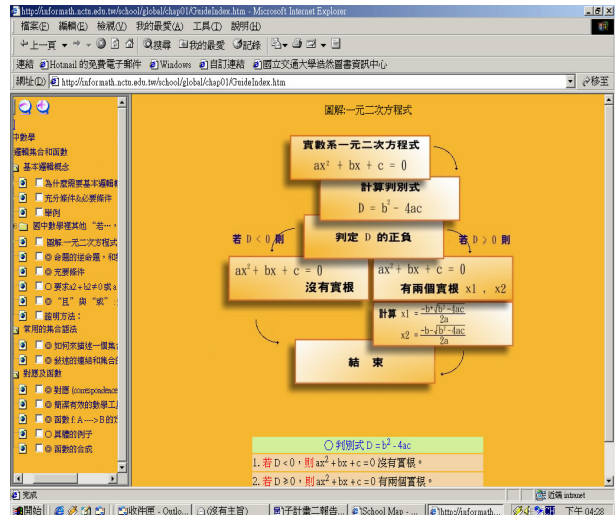 http://informath.nctu.edu.tw/school/global/chap01/GuideIndex.htm - Microsoft Internet Explorer
檔案(F) 編輯(E) 檢視(V) 我的最愛(A) 工具(T) 說明(H)
上一頁 搜尋 我的最愛 記錄
連結 Hotmail 的免費電子郵件 Windows 自訂連結 國立交通大學浩然圖書資訊中心
網址(D) http://informath.nctu.edu.tw/school/global/chap01/GuideIndex.htm 移至
中數學
邏輯集合和函數
基本邏輯概念
為什麼需要基本邏輯
充分條件&必要條件
舉例
國中數學裡其他 "若…,
圖解:一元二次方程式
◎ 命題的逆命題,和
◎ 充要條件
○ 要求a2+b2≠0或 a
◎ "且" 與 "或" :
證明方法:
常用的集合語法
◎ 如何來描述一個集
◎ 敘述的連結和集合
對應及函數
◎ 對應 (correspondence
◎ 簡潔有效的數學工
◎ 函數 f: A---->B 的
○ 具體的例子
◎ 函數的合成
圖解:一元二次方程式
實數系一元二次方程式
ax² + bx + c = 0
計算判別式
D = b² - 4ac
判定 D 的正負
若 D < 0 則
若 D > 0 則
ax² + bx + c = 0
沒有實根
ax² + bx + c = 0
有兩個實根 x1 , x2
計算 x1 = -b+√b²-4ac / 2a
x2 = -b-√b²-4ac / 2a
結 束
○ 判別式 D = b² - 4ac
1. 若 D < 0,則 ax² + bx + c = 0 沒有實根。
2. 若 D ≥ 0,則 ax² + bx + c = 0 有兩個實根。
完成 近端 intranet
開始 收件匣 - Outlo... (沒有主旨) 子計畫二報告... School Map - ... http://informath... 下午 04:28